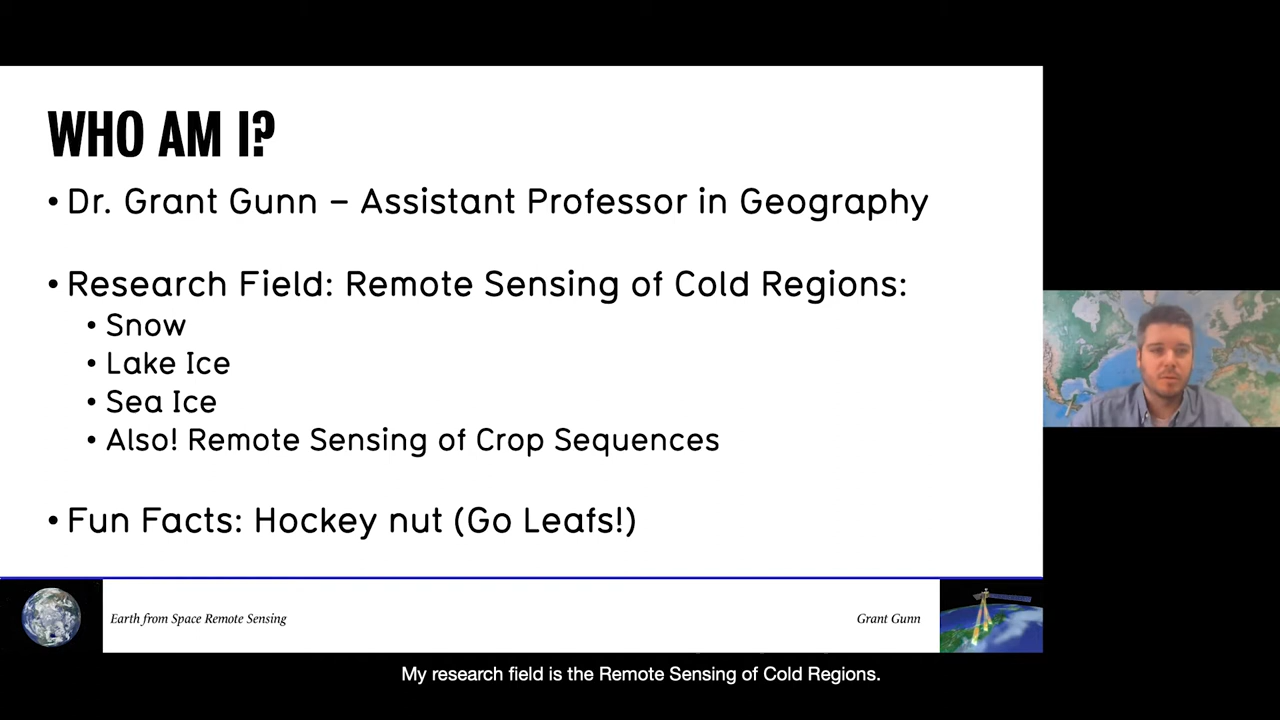 WHO AM I?
• Dr. Grant Gunn – Assistant Professor in Geography
• Research Field: Remote Sensing of Cold Regions:
• Snow
• Lake Ice
• Sea Ice
• Also! Remote Sensing of Crop Sequences
• Fun Facts: Hockey nut (Go Leafs!)
Earth from Space Remote Sensing
Grant Gunn
My research field is the Remote Sensing of Cold Regions.